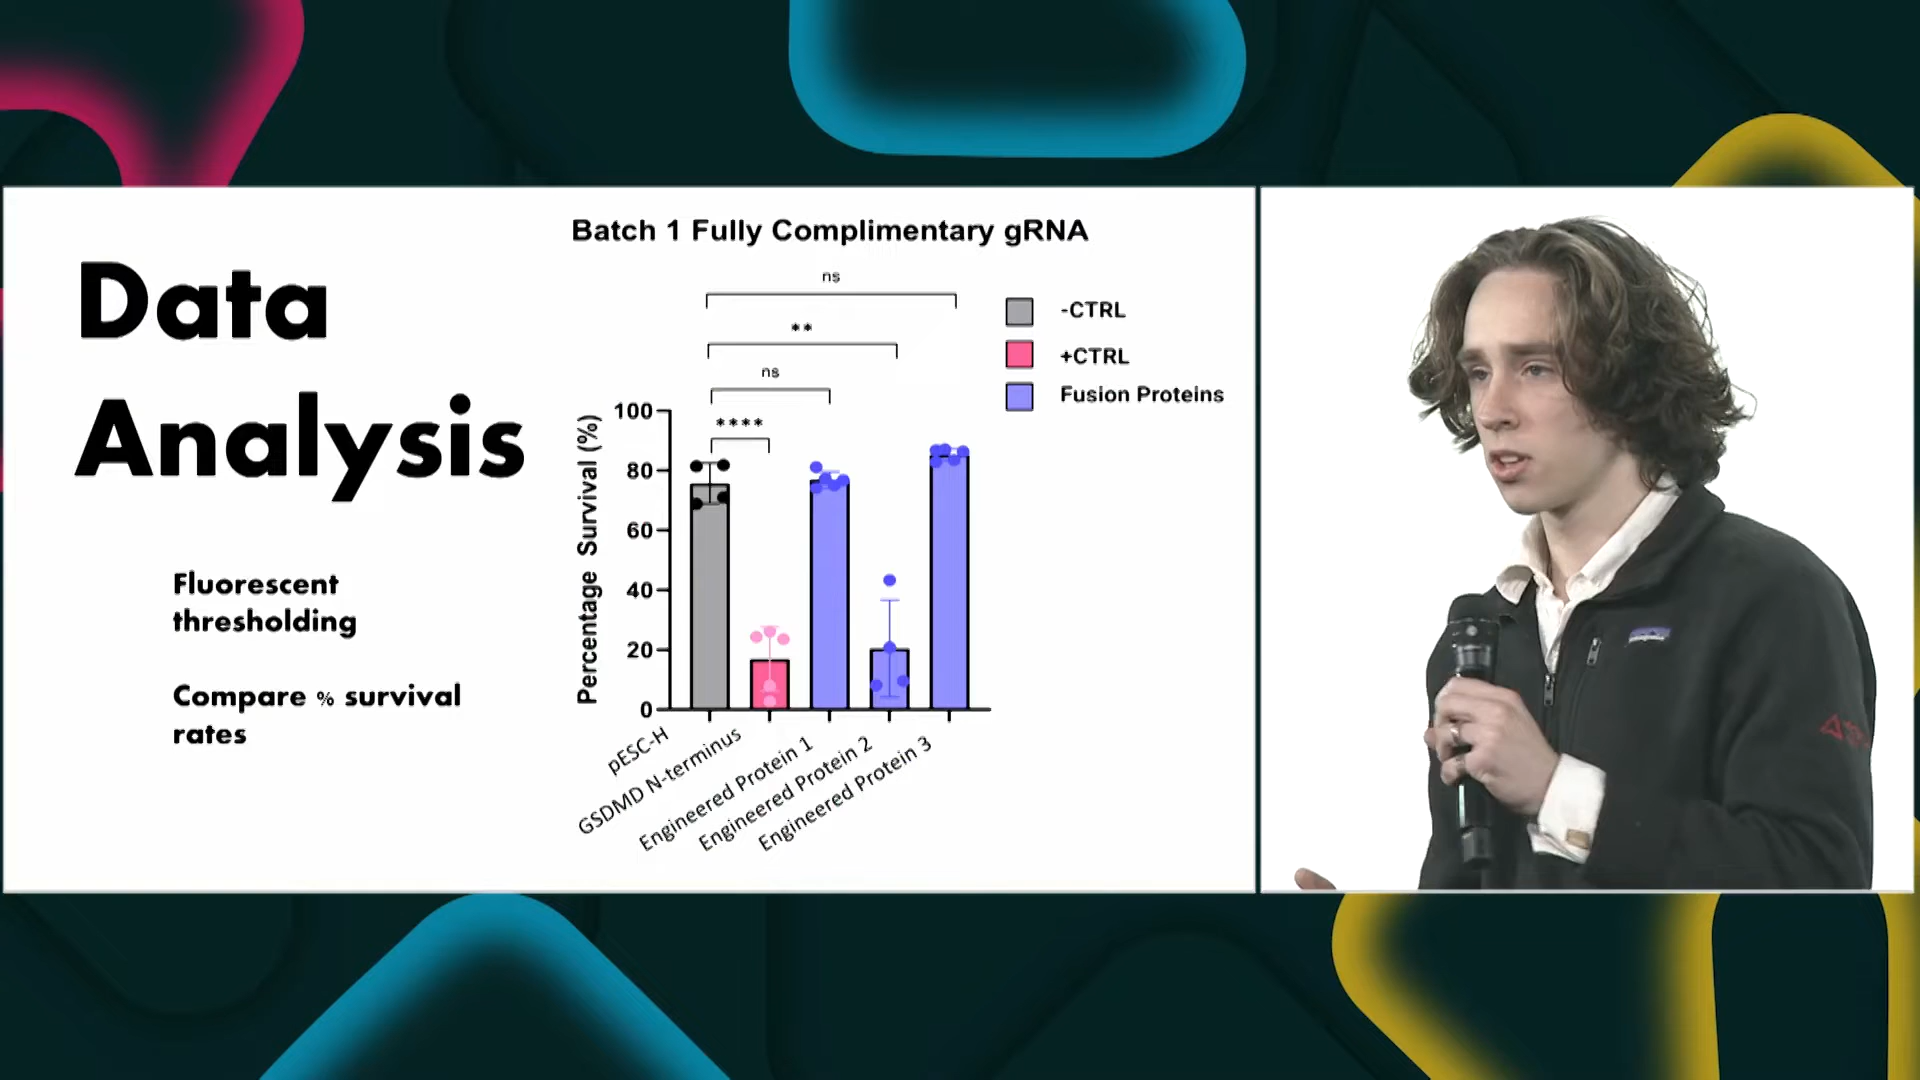 Data
Analysis
Fluorescent
thresholding
Compare % survival
rates
Batch 1 Fully Complimentary gRNA
ns
**
ns
****
-CTRL
+CTRL
Fusion Proteins
Percentage Survival (%)
100
80
60
40
20
0
pESC-H
GSDMD N-terminus
Engineered Protein 1
Engineered Protein 2
Engineered Protein 3